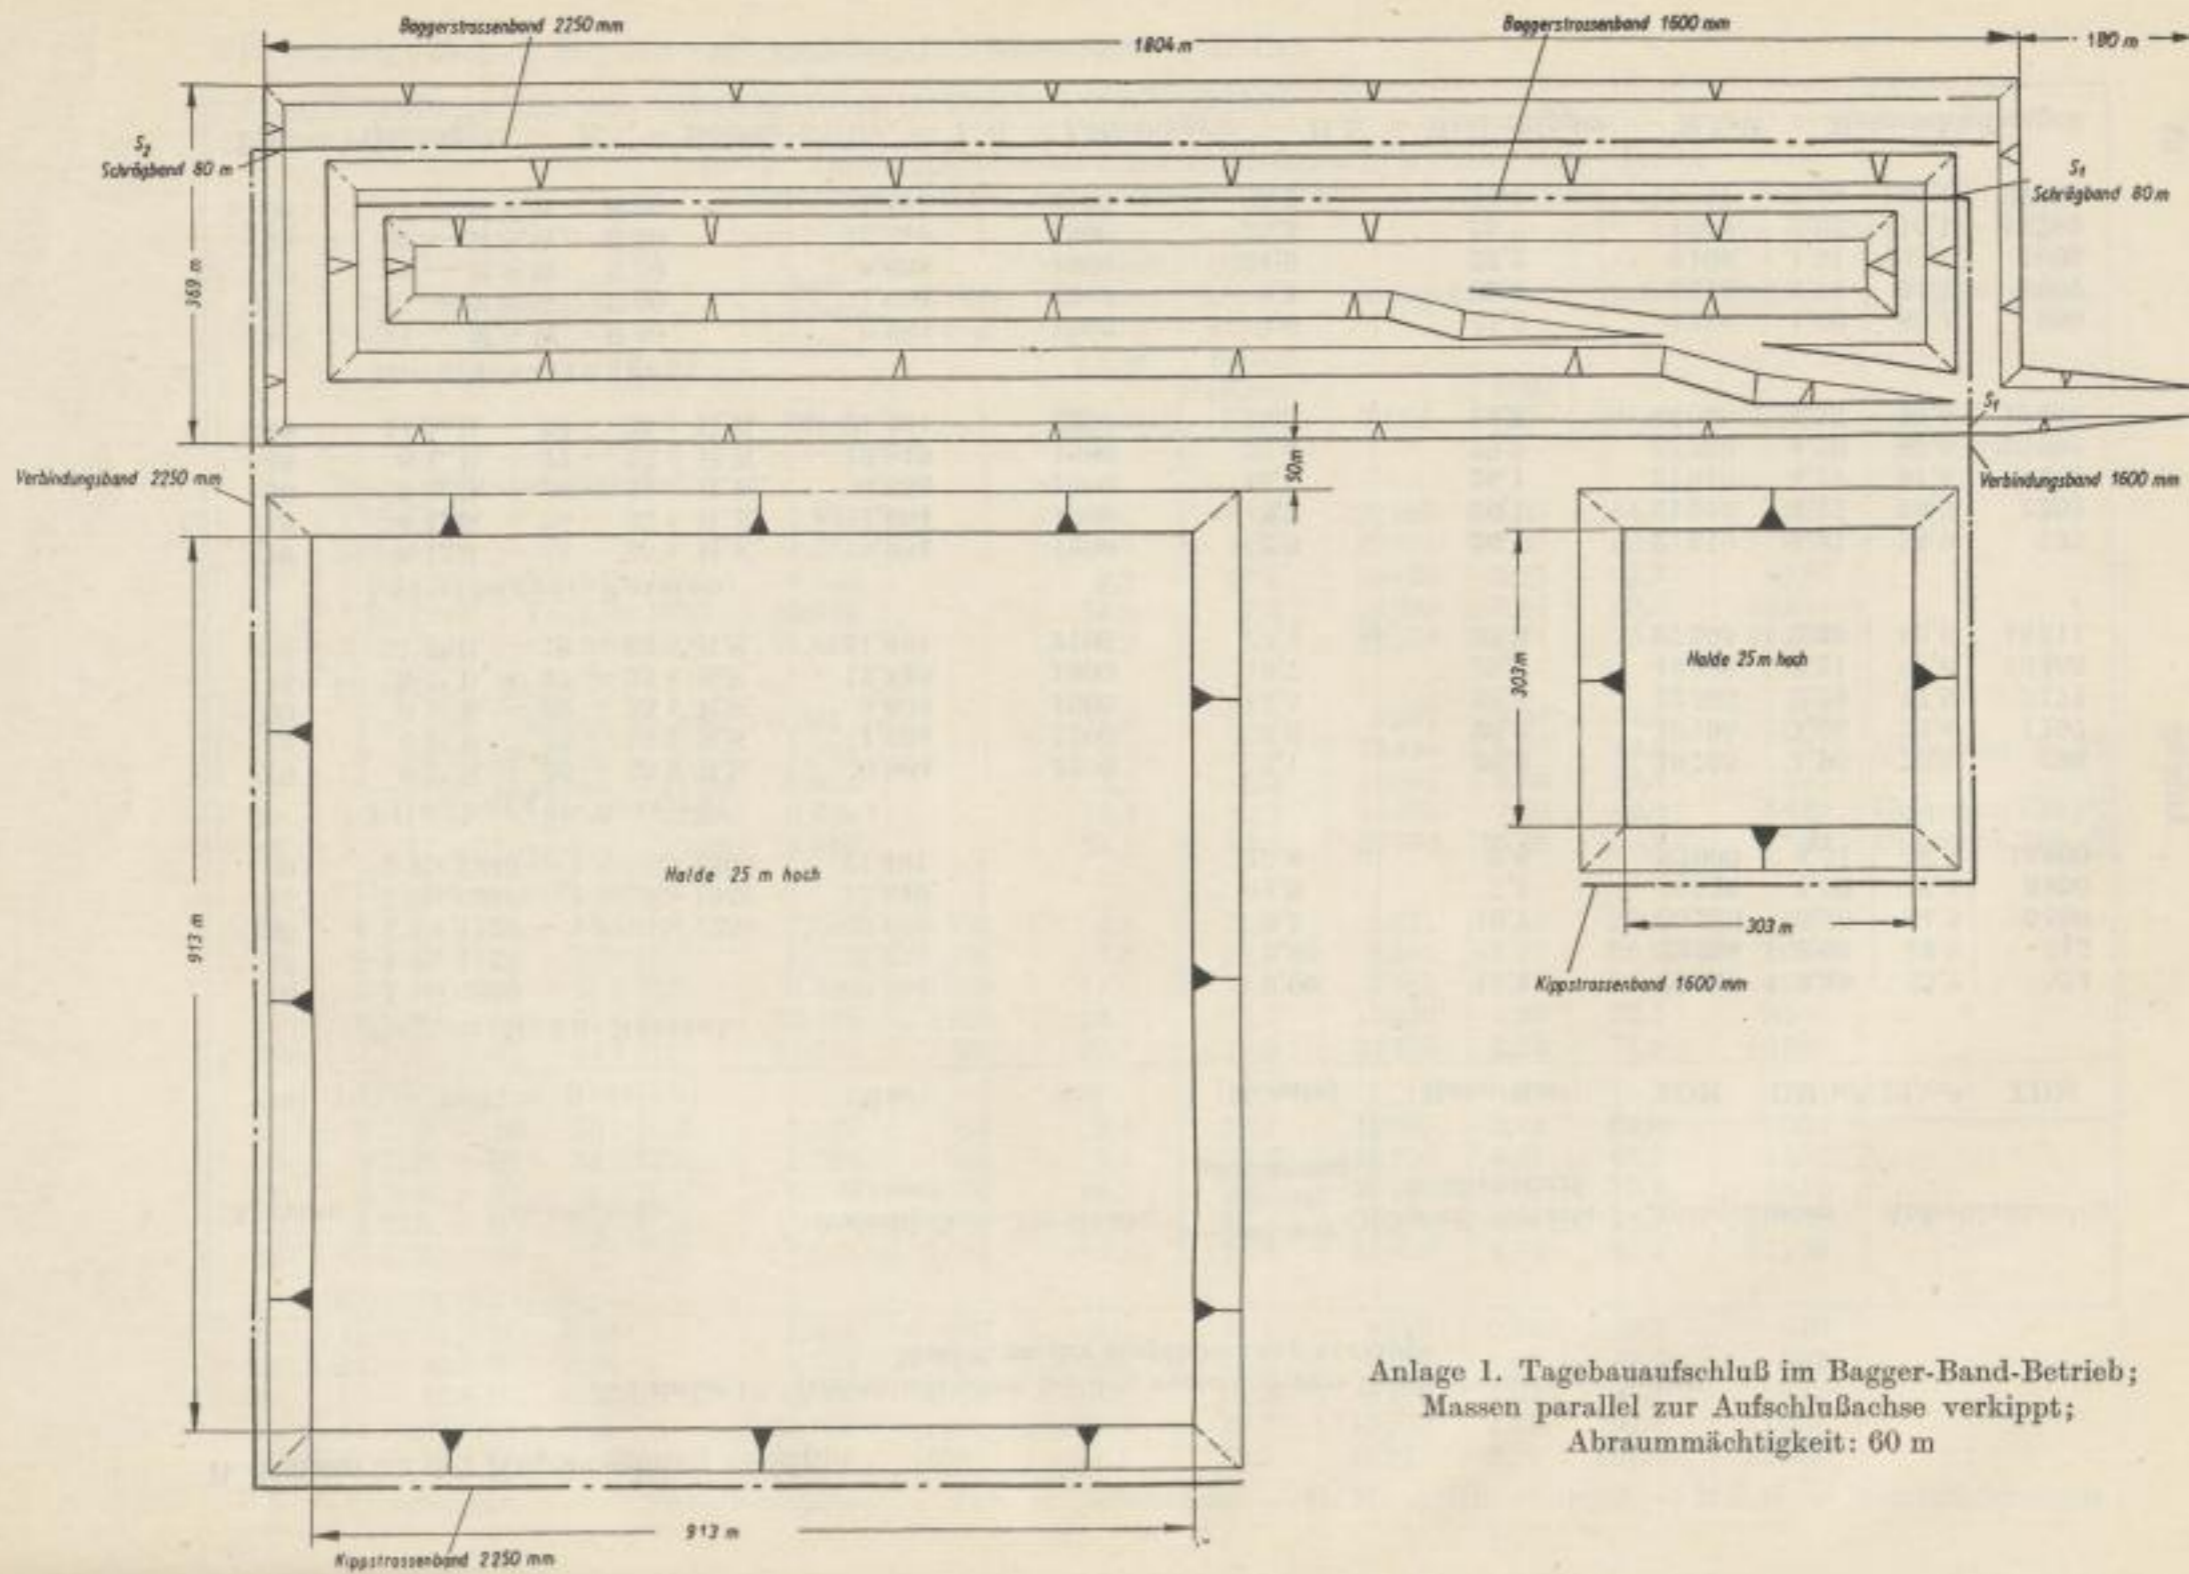 Baggerstrassenband 2250 mm
Baggerstrassenband 1600 mm
1804 m
180 m
S2
Schrägband 80 m
S1
Schrägband 80 m
369 m
S1
Verbindungsband 2250 mm
50m
Verbindungsband 1600 mm
303m
Halde 25 m hoch
Halde 25 m hoch
913 m
303 m
Kippstrassenband 1600 mm
Anlage 1. Tagebauaufschluß im Bagger-Band-Betrieb;
Massen parallel zur Aufschlußachse verkippt;
Abraummächtigkeit: 60 m
913 m
Kippstrassenband 2250 mm